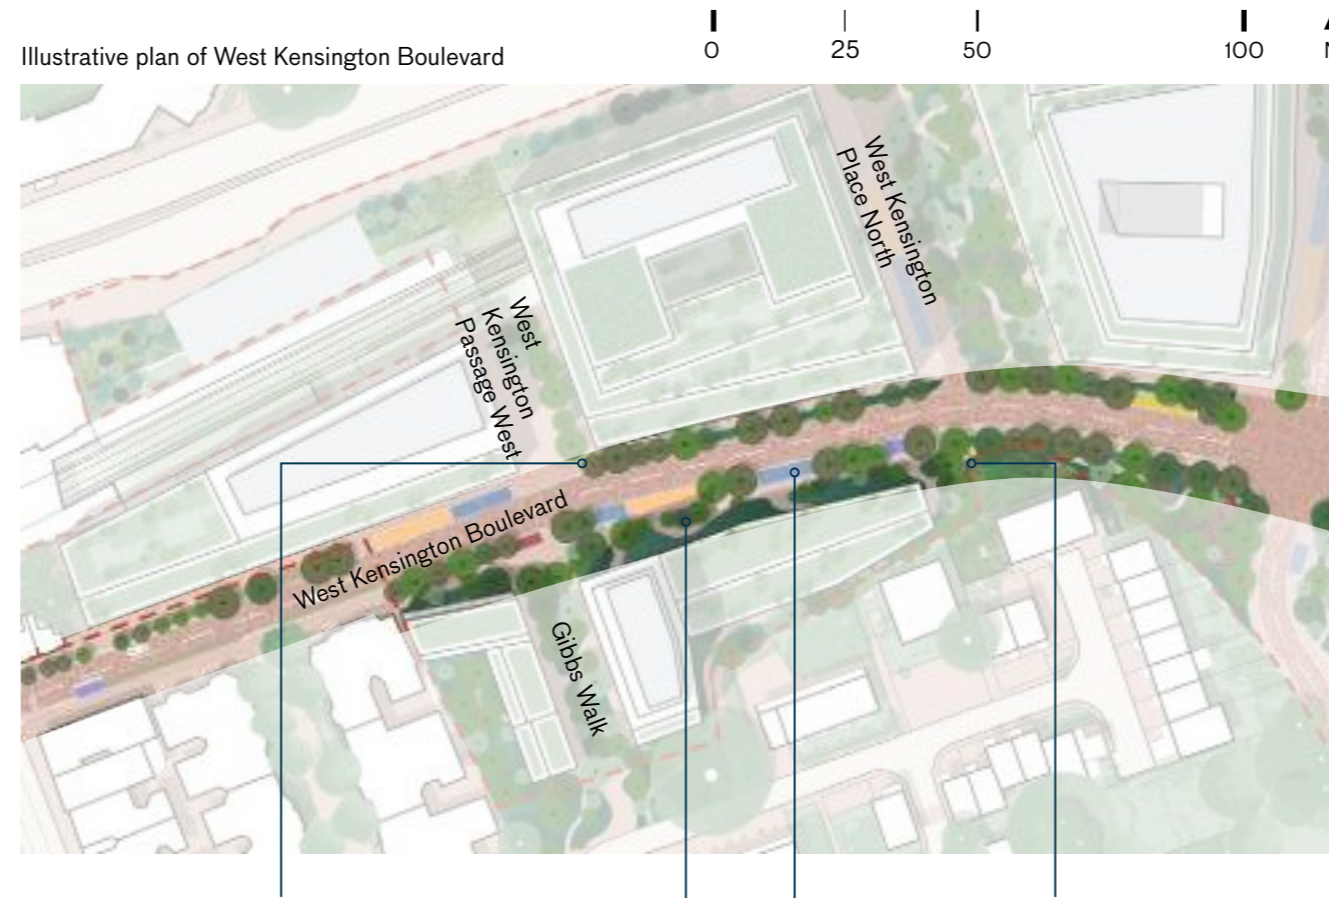 Illustrative plan of West Kensington Boulevard
0
25
50
100
West Kensington
Place North
West
Kensington
Passage West
West Kensington Boulevard
Gibbs Walk